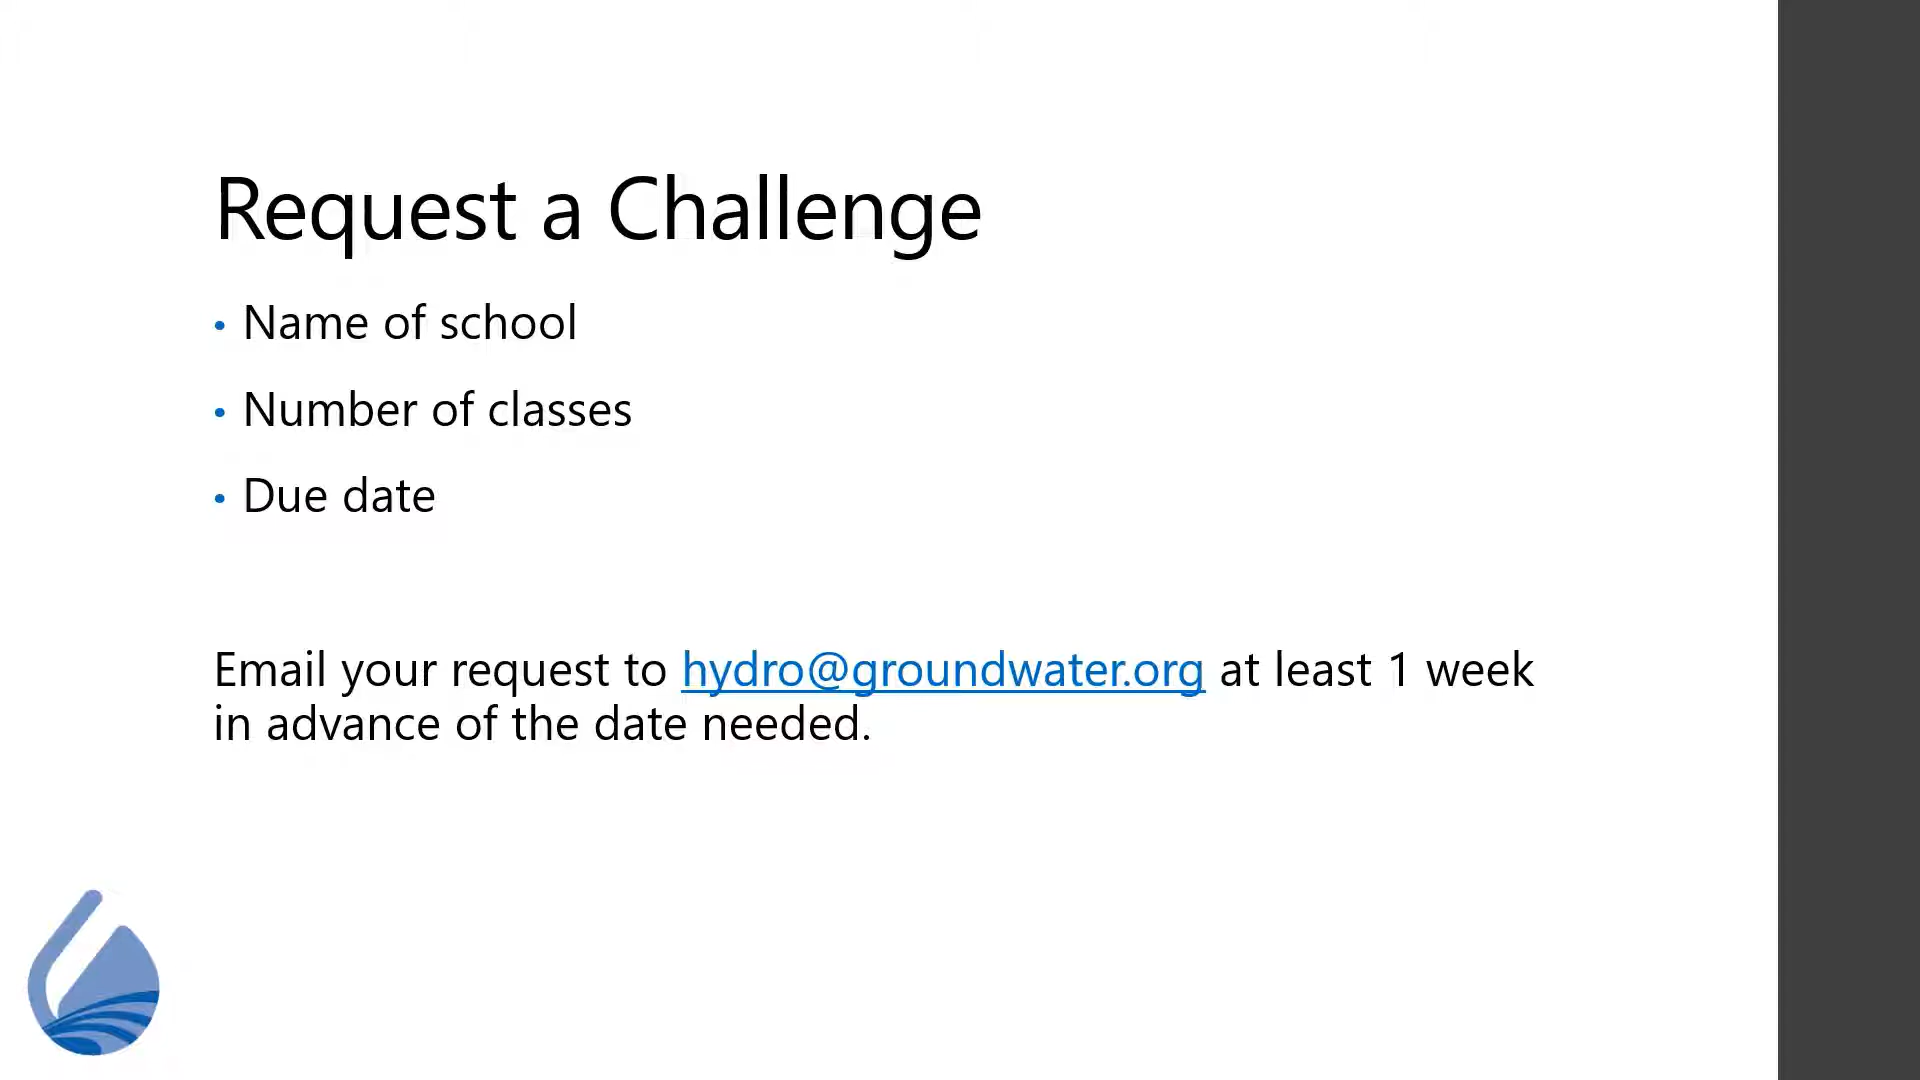 Request a Challenge
• Name of school
• Number of classes
• Due date
Email your request to hydro@groundwater.org at least 1 week
in advance of the date needed.